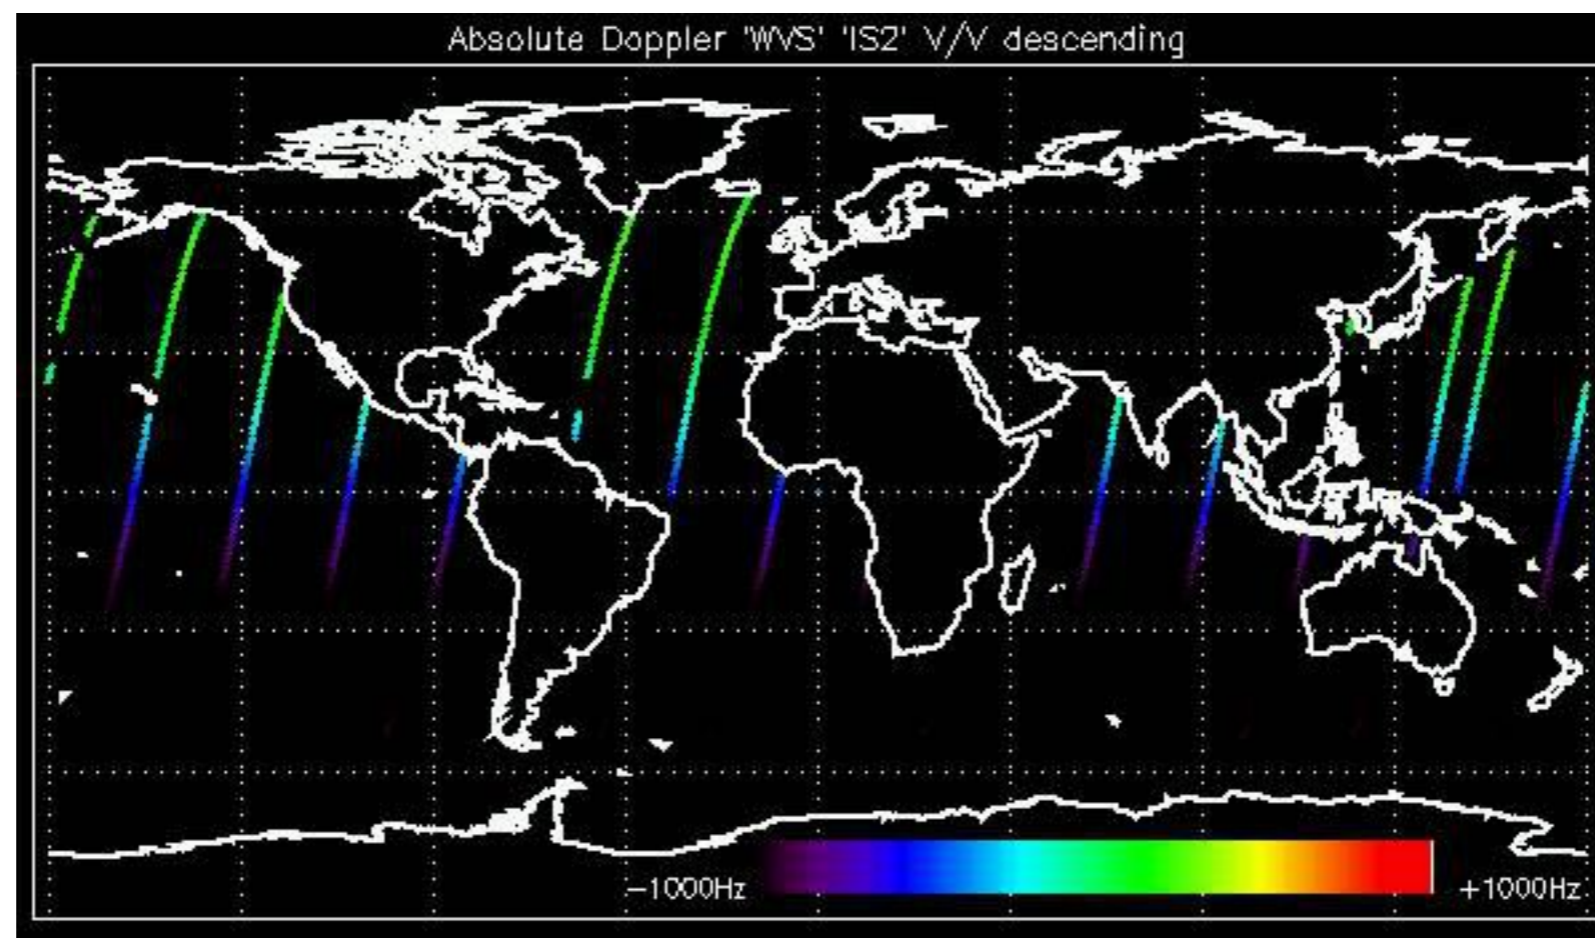 Absolute Doppler 'WVS' 'IS2' V/V descending
−1000Hz
+1000Hz